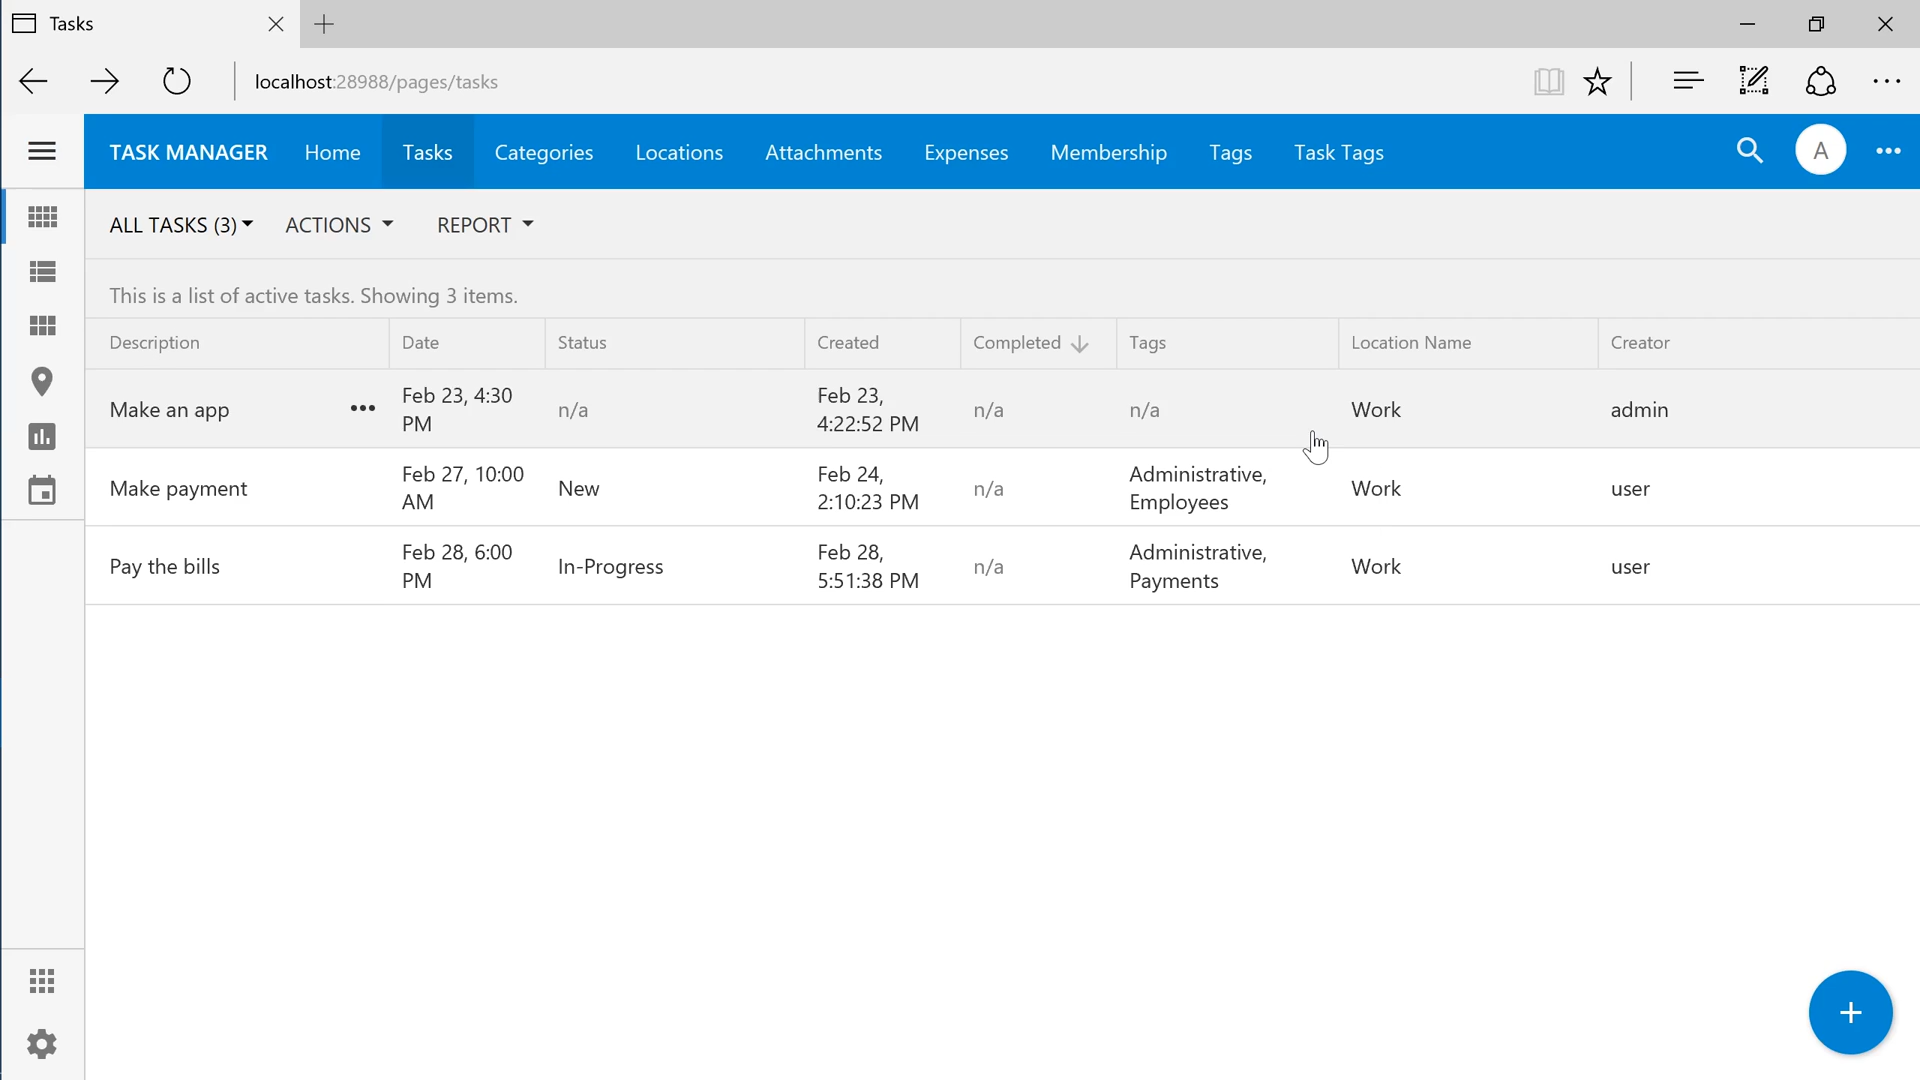 Tasks
localhost:28988/pages/tasks
TASK MANAGER Home Tasks Categories Locations Attachments Expenses Membership Tags Task Tags A
ALL TASKS (3) ACTIONS REPORT
This is a list of active tasks. Showing 3 items.
Description Date Status Created Completed Tags Location Name Creator
Make an app Feb 23, 4:30 PM n/a Feb 23, 4:22:52 PM n/a n/a Work admin
Make payment Feb 27, 10:00 AM New Feb 24, 2:10:23 PM n/a Administrative, Employees Work user
Pay the bills Feb 28, 6:00 PM In-Progress Feb 28, 5:51:38 PM n/a Administrative, Payments Work user